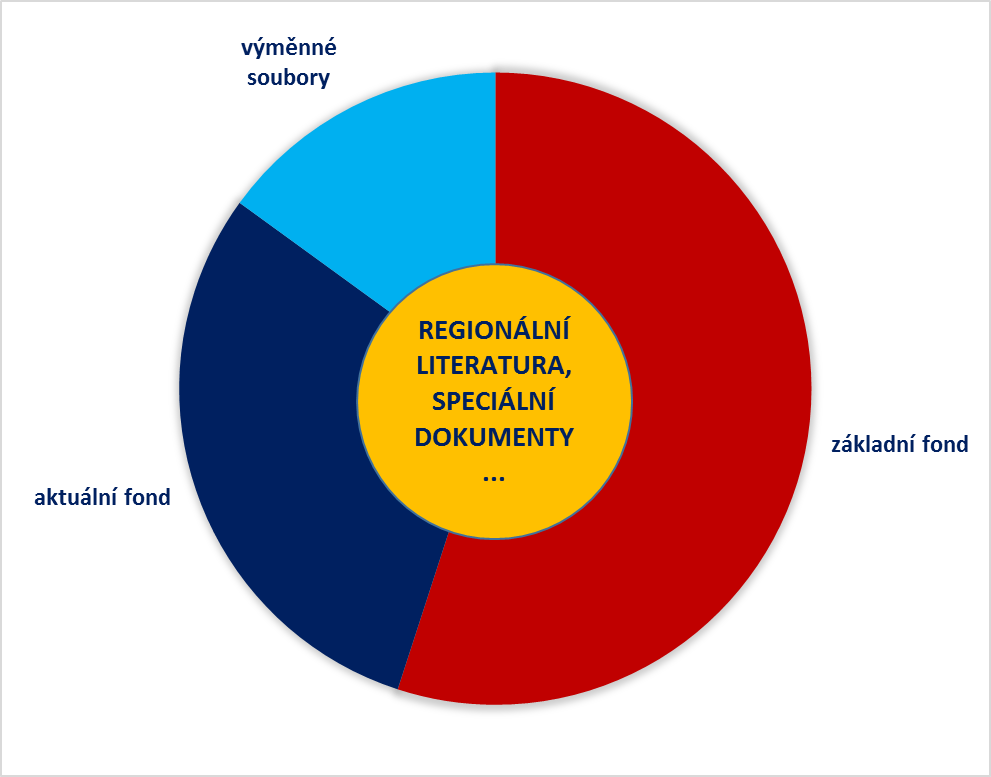 výměnné
soubory
REGIONÁLNÍ
LITERATURA,
SPECIÁLNÍ
DOKUMENTY
...
základní fond
aktuální fond